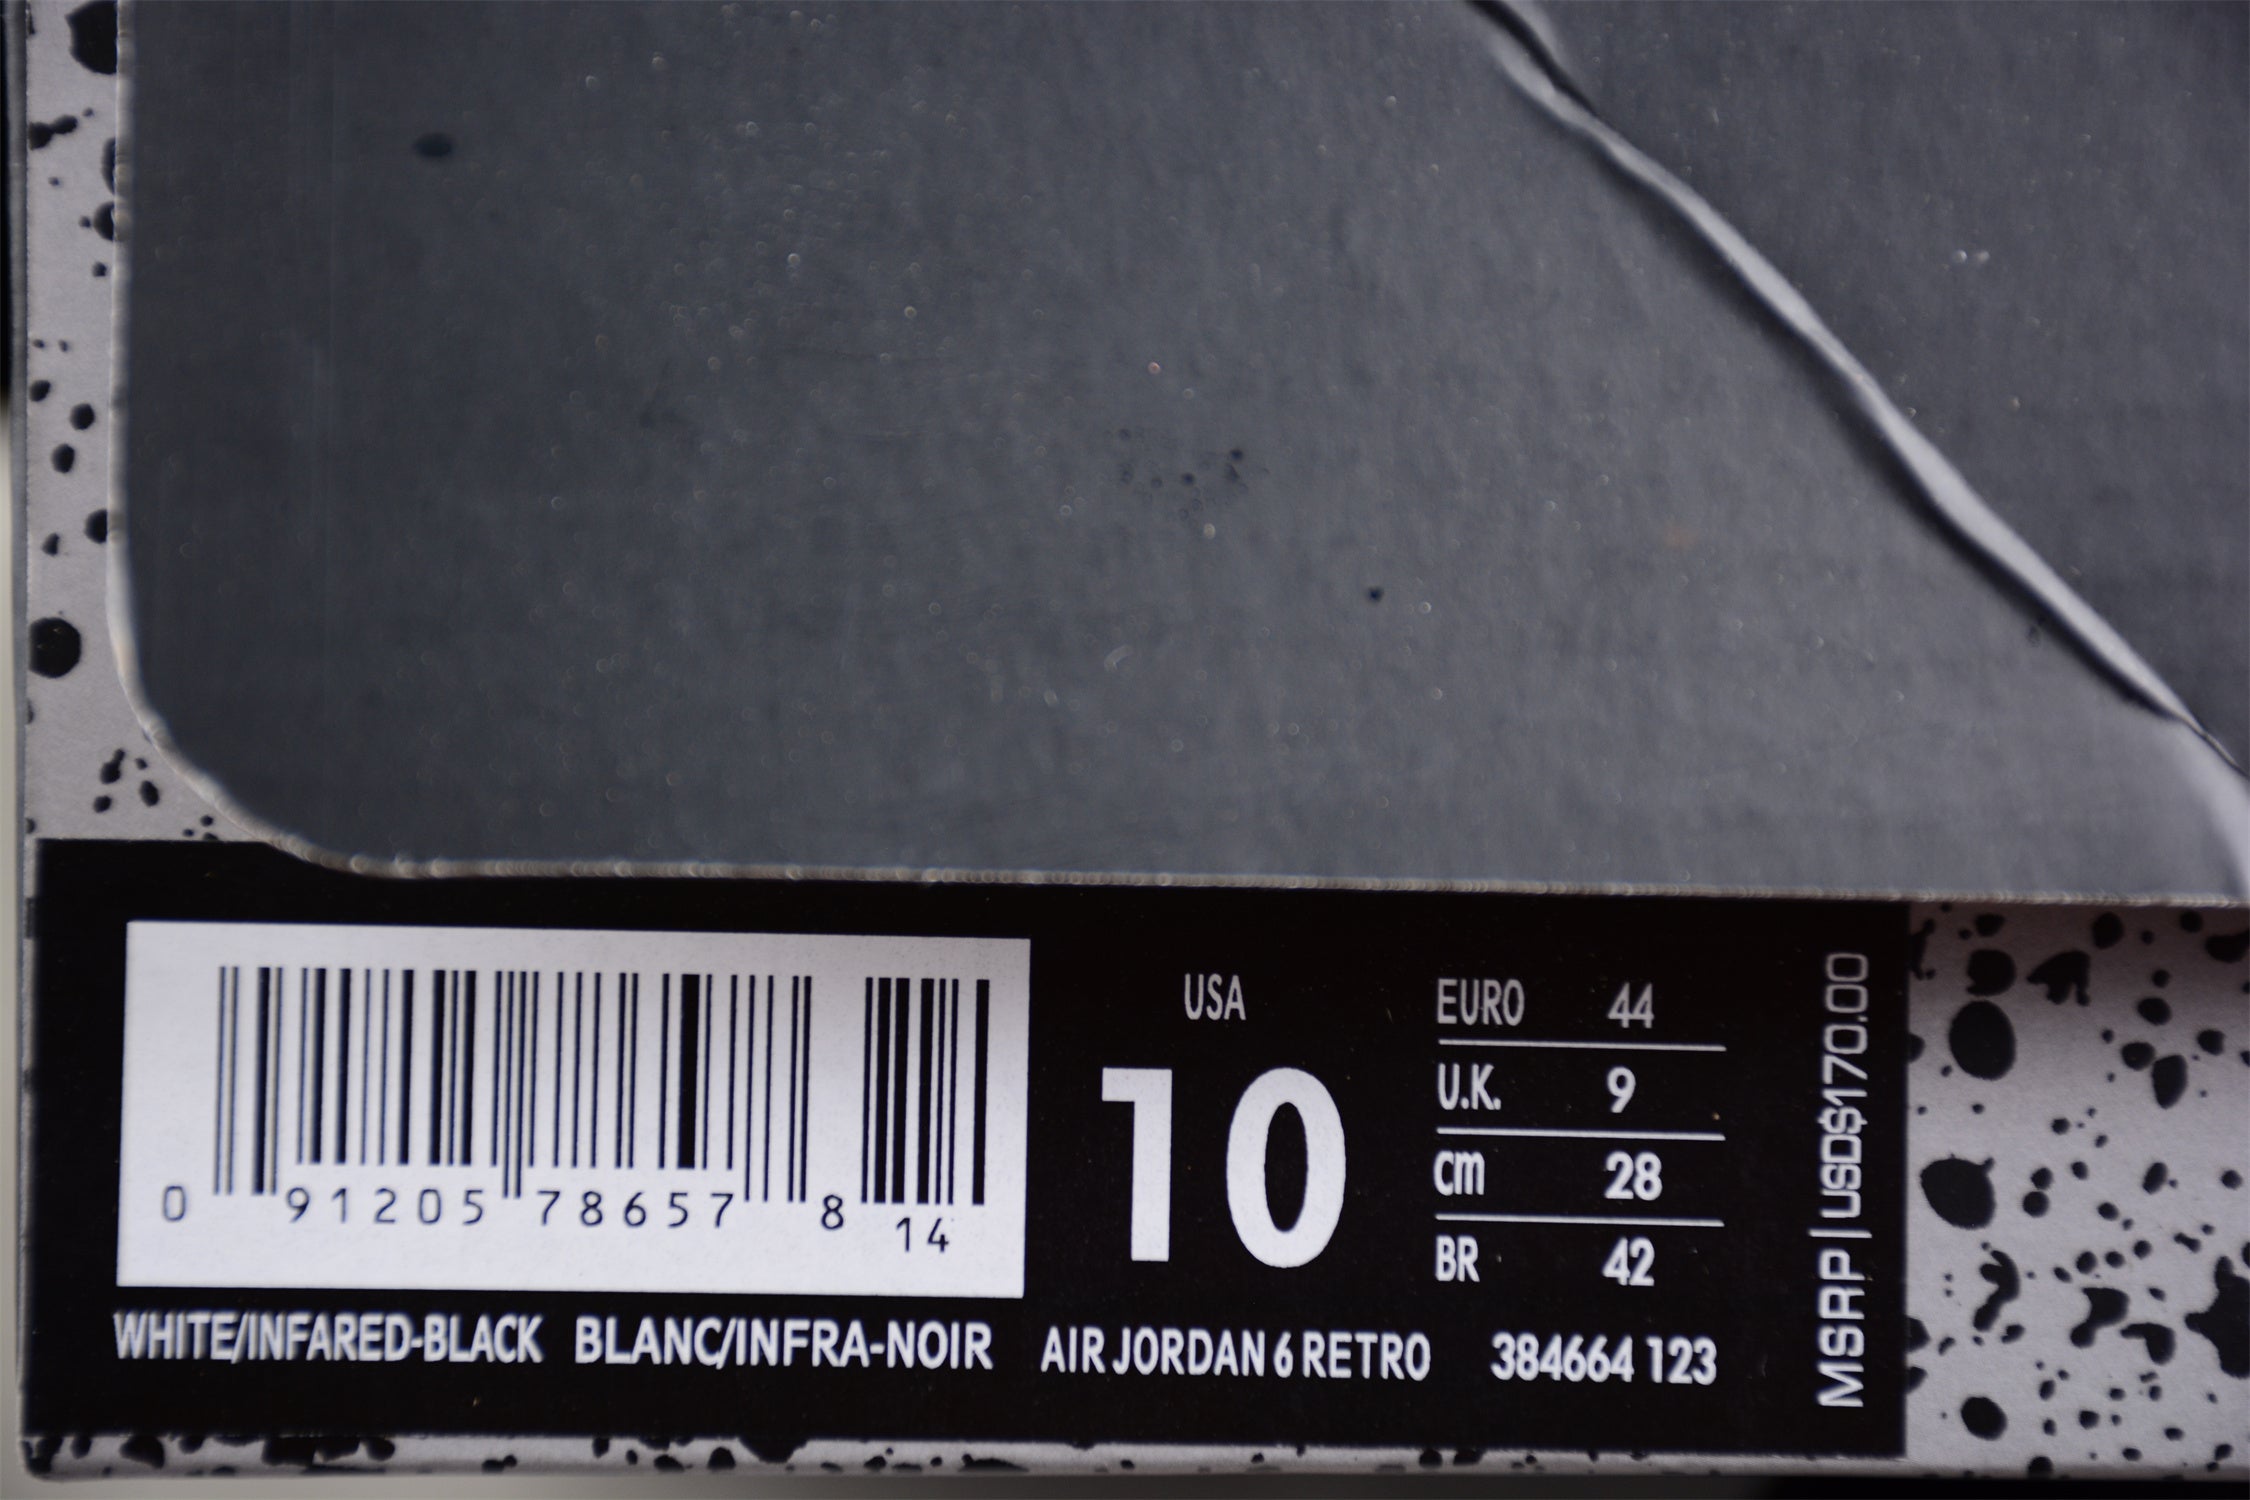 0 91205 78657 8 14
USA
10
EURO 44
U.K. 9
cm 28
BR 42
WHITE/INFARED-BLACK BLANC/INFRA-NOIR AIR JORDAN 6 RETRO 384664 123
MSRP|USD$170.00